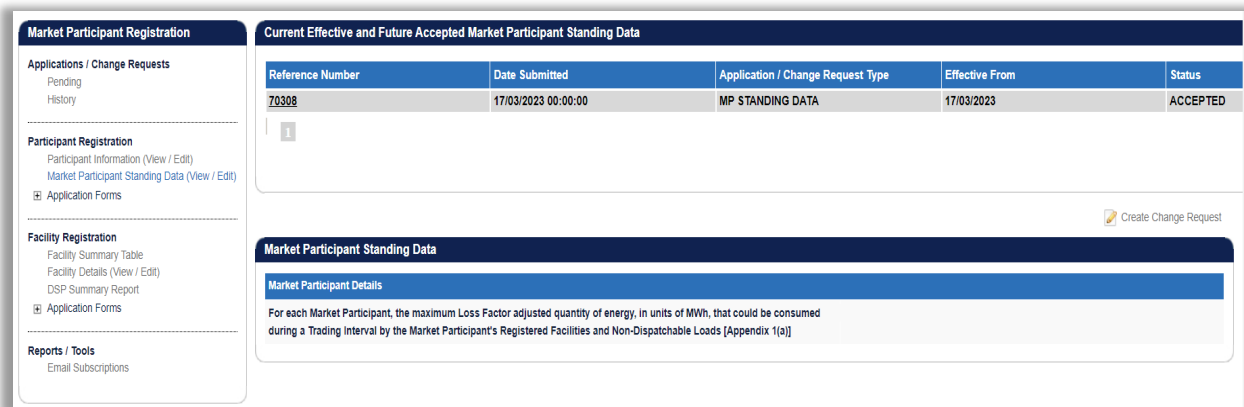 Market Participant Registration
Applications / Change Requests
Pending
History
Participant Registration
Participant Information (View / Edit)
Market Participant Standing Data (View / Edit)
Application Forms
Facility Registration
Facility Summary Table
Facility Details (View / Edit)
DSP Summary Report
Application Forms
Reports / Tools
Email Subscriptions
Current Effective and Future Accepted Market Participant Standing Data
Reference Number Date Submitted Application / Change Request Type Effective From Status
70308 17/03/2023 00:00:00 MP STANDING DATA 17/03/2023 ACCEPTED
1
Create Change Request
Market Participant Standing Data
Market Participant Details
For each Market Participant, the maximum Loss Factor adjusted quantity of energy, in units of MWh, that could be consumed
during a Trading Interval by the Market Participant's Registered Facilities and Non-Dispatchable Loads [Appendix 1(a)]